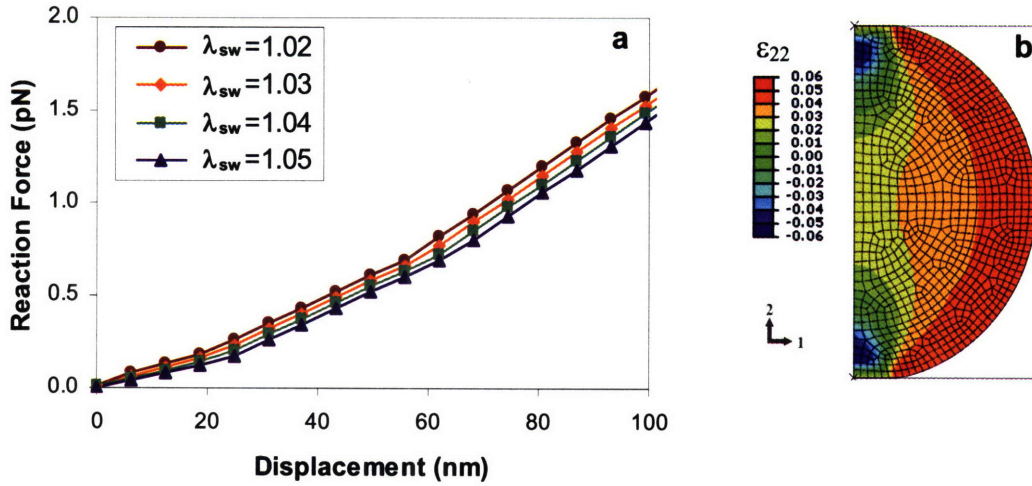 2.0
1.5
1.0
0.5
0.0
Reaction Force (pN)
λsw=1.02
λsw=1.03
λsw=1.04
λsw=1.05
a
0
20
40
60
80
100
Displacement (nm)
b
ε22
0.06
0.05
0.04
0.03
0.02
0.01
0.00
-0.01
-0.02
-0.03
-0.04
-0.05
-0.06
2
1